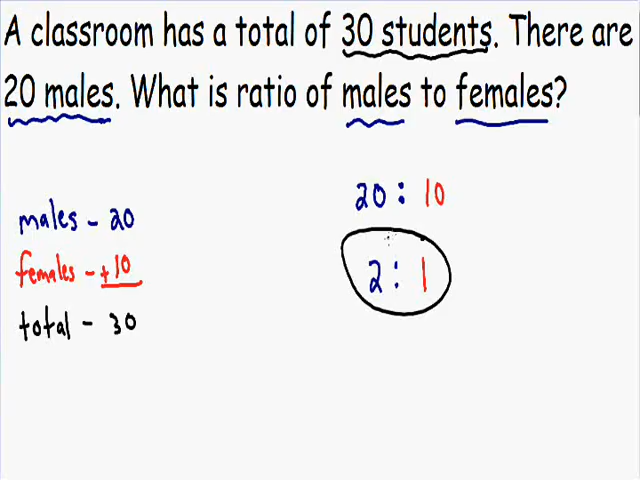 A classroom has a total of 30 students. There are
20 males. What is ratio of males to females?
males - 20
females - +10
total - 30
20 : 10
2 : 1